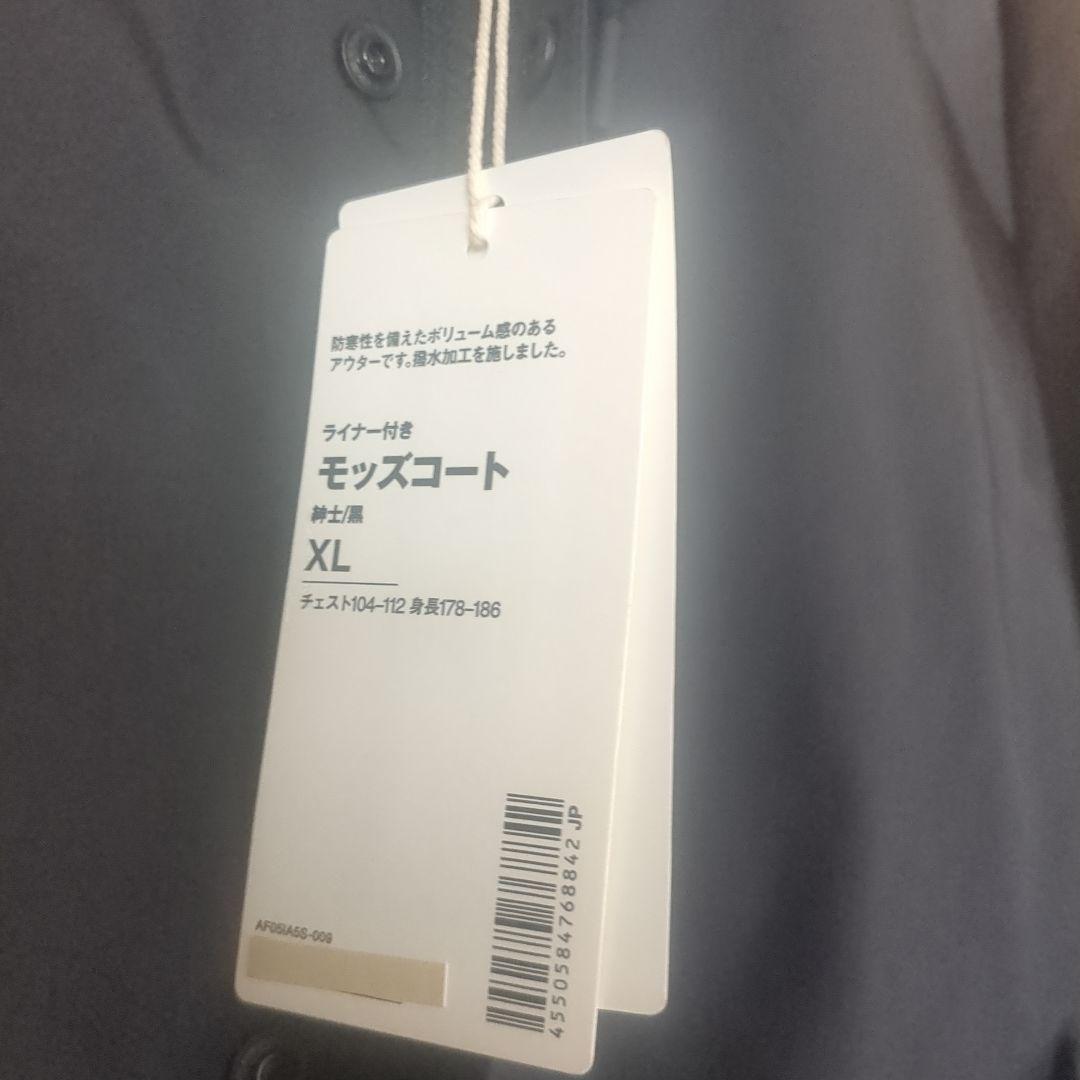 防寒性を備えたボリューム感のある
アウターです。撥水加工を施しました。
ライナー付き
モッズコート
紳士/黒
XL
チェスト104-112 身長178-186
AF05IA5S-009
4550584768842 JP